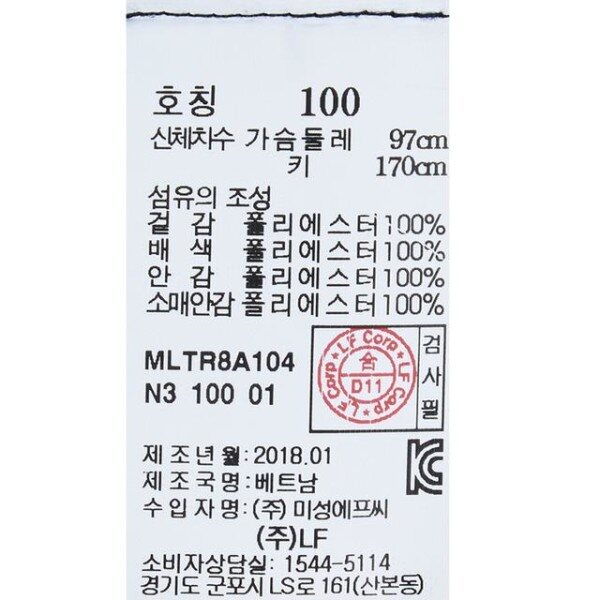 호칭 100
신체치수 가슴둘레 97cm
키 170cm
섬유의 조성
겉감 폴리에스터100%
배색 폴리에스터100%
안감 폴리에스터100%
소매안감 폴리에스터100%
MLTR8A104
N3 100 01
LF Corp LF Corp LF Corp
合
D11
검사필
제조년월:2018.01
제조국명:베트남
수입자명:(주) 미성에프씨
(주)LF
소비자상담실: 1544-5114
경기도 군포시 LS로 161(산본동)